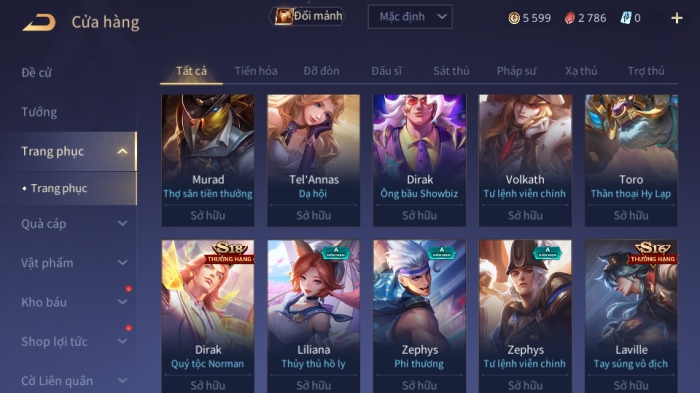 Cửa hàng
Đổi mảnh
Mặc định
5 599
2 786
0
Đề cử
Tướng
Trang phục
Trang phục
Quà cáp
Vật phẩm
Kho báu
Shop lợi tức
Cờ Liên quân
Tất cả
Tiến hóa
Đỡ đòn
Đấu sĩ
Sát thủ
Pháp sư
Xạ thủ
Trợ thủ
Murad
Thợ săn tiền thưởng
Sở hữu
Tel'Annas
Dạ hội
Sở hữu
Dirak
Ông bầu Showbiz
Sở hữu
Volkath
Tư lệnh viễn chinh
Sở hữu
Toro
Thần thoại Hy Lạp
Sở hữu
S18
THƯỞNG HẠNG
Dirak
Quý tộc Norman
Sở hữu
Liliana
Thủy thủ hồ ly
Sở hữu
Zephys
Phi thương
Sở hữu
Zephys
Tư lệnh viễn chinh
Sở hữu
S16
THƯỞNG HẠNG
Laville
Tay súng vô địch
Sở hữu